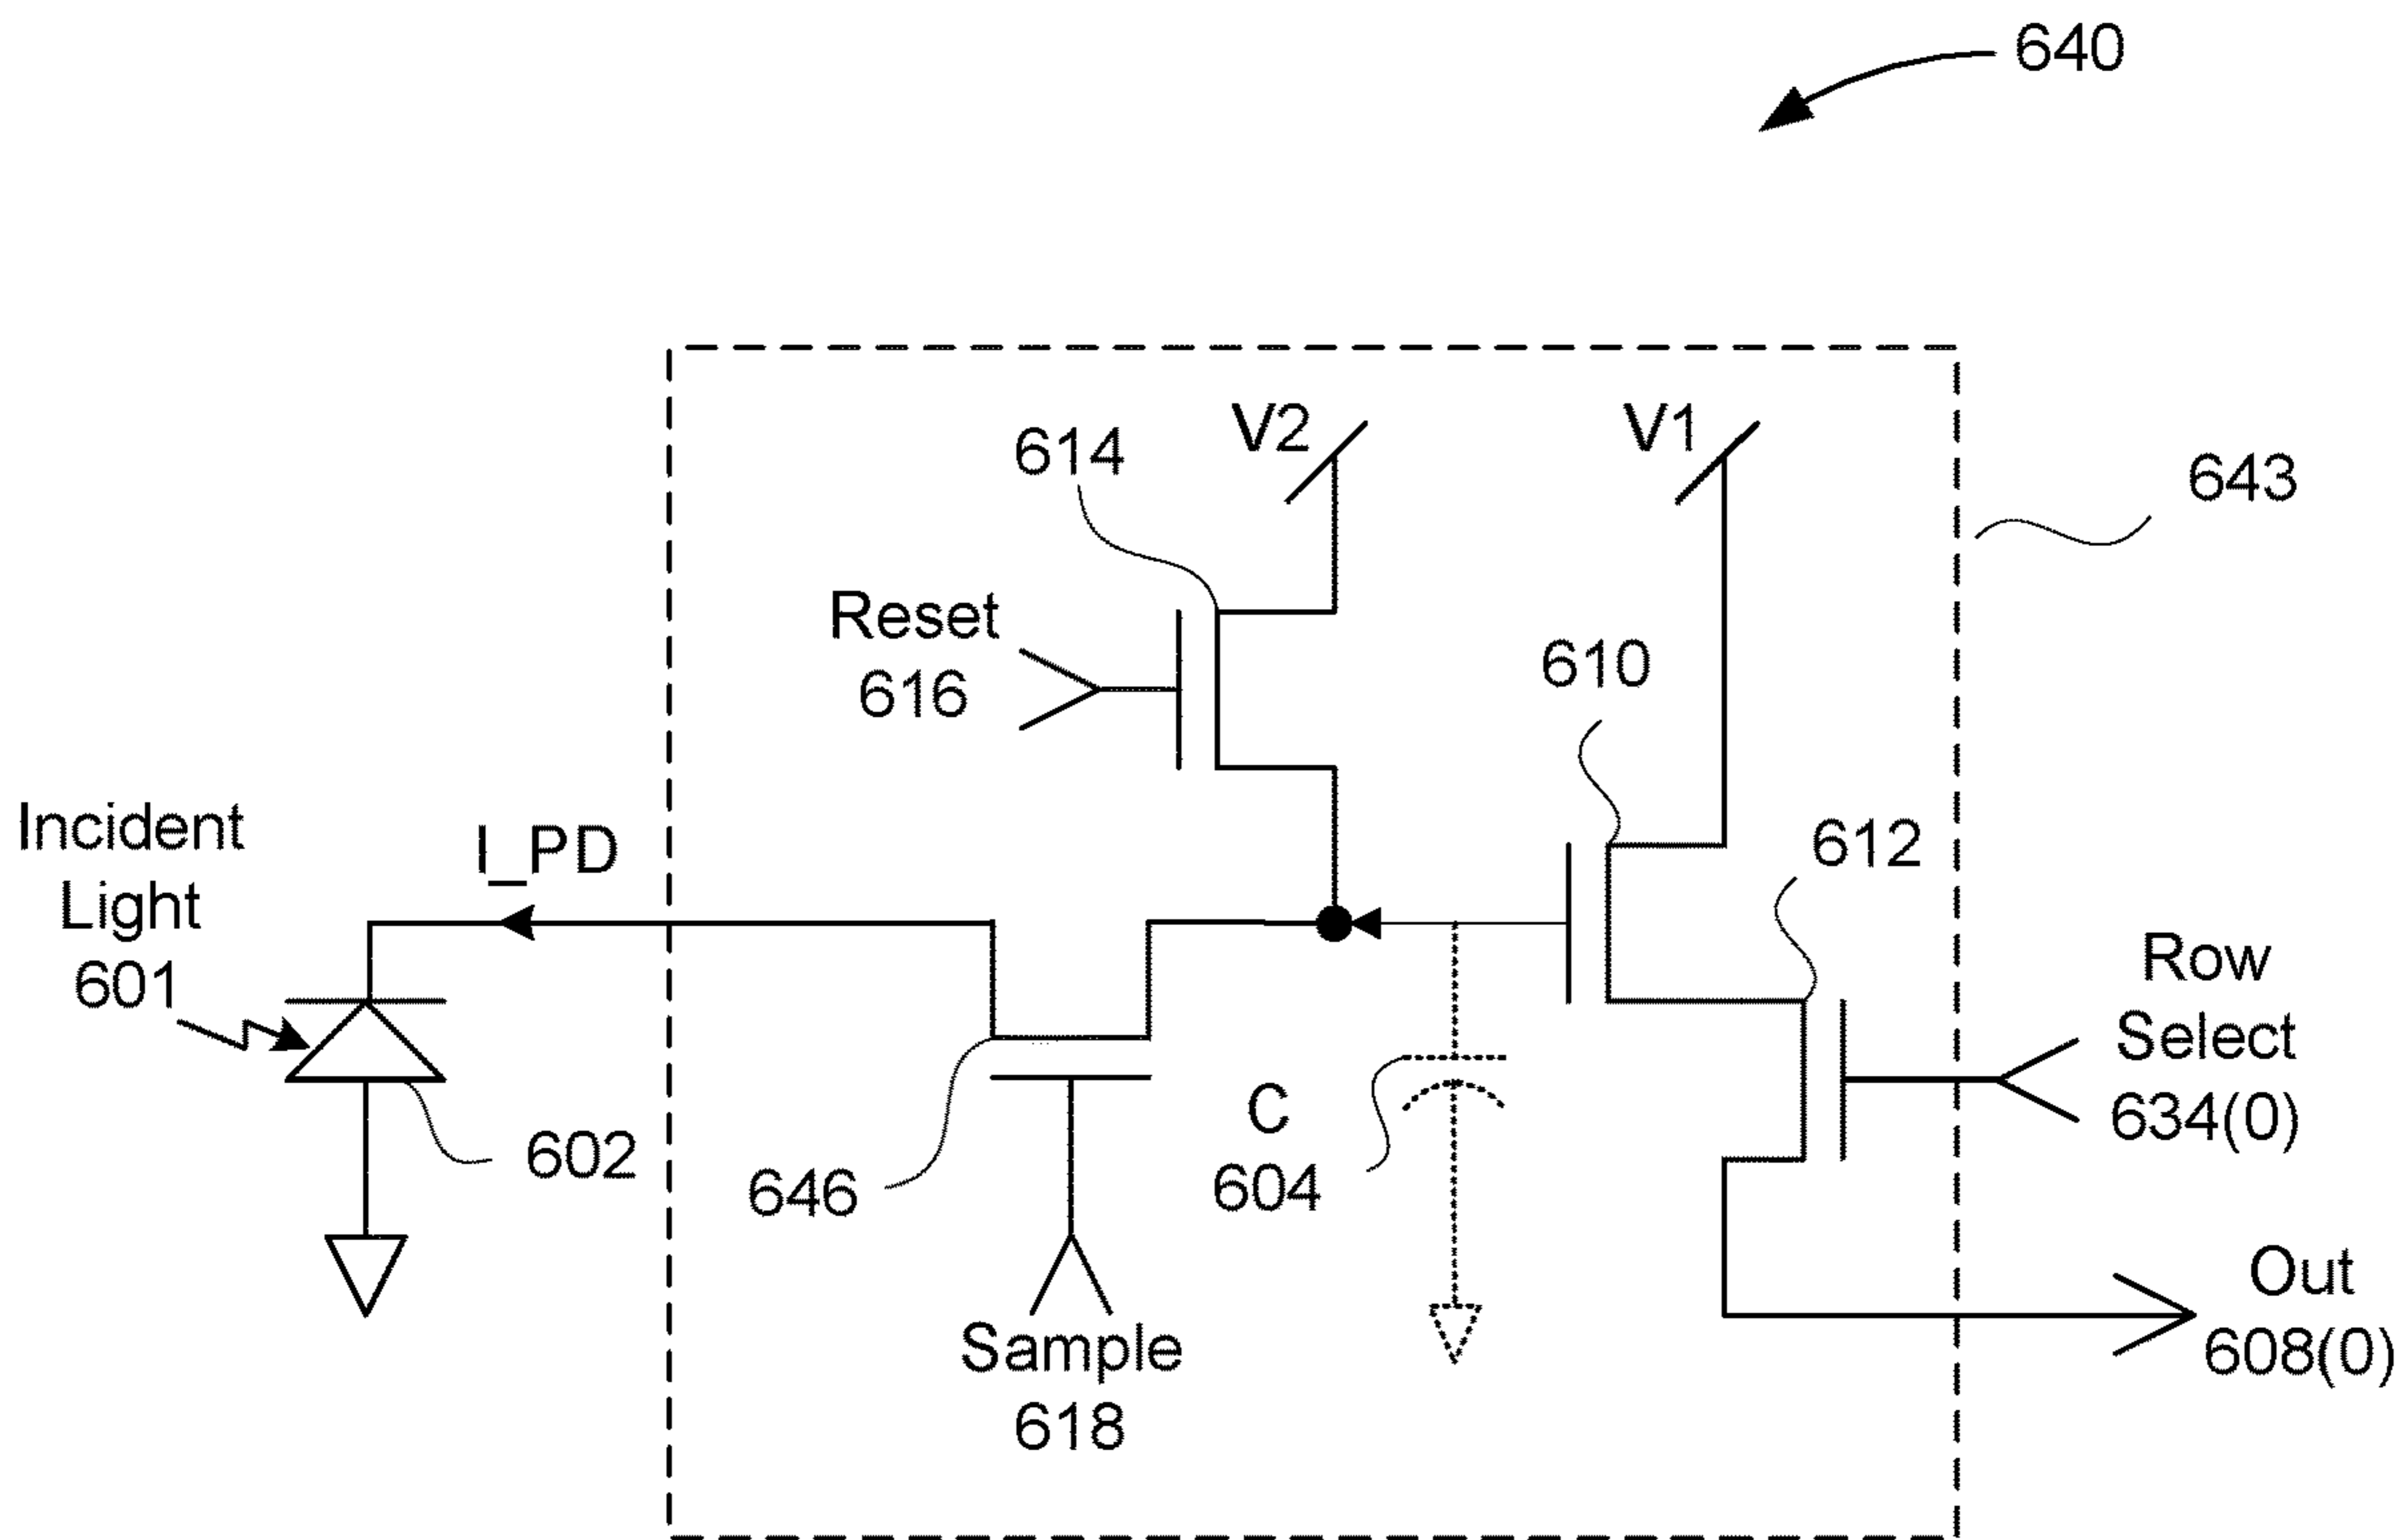 640
V2
V1
614
643
Reset
616
610
Incident
Light
601
I_PD
612
Row
Select
634(0)
C
604
602
646
Sample
618
Out
608(0)